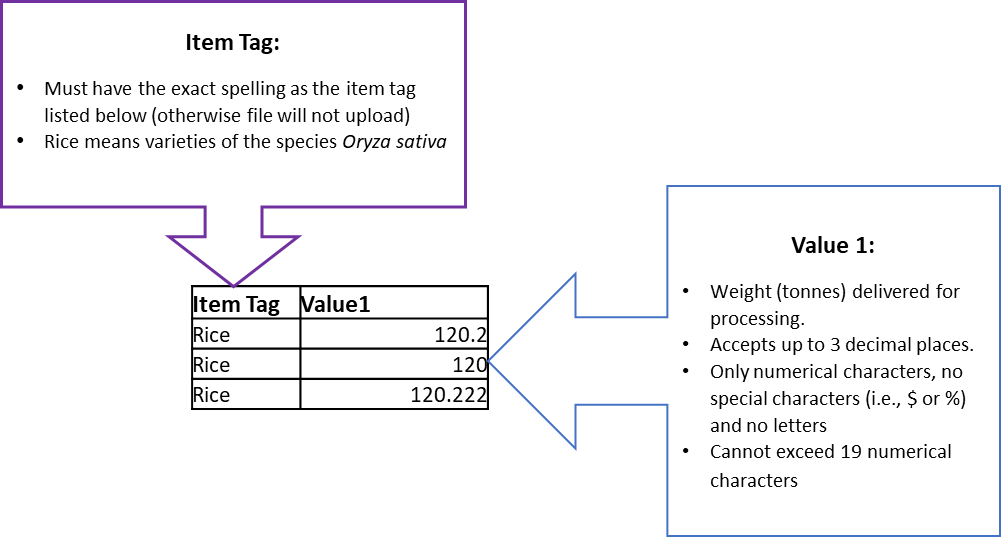 Item Tag:
• Must have the exact spelling as the item tag
listed below (otherwise file will not upload)
• Rice means varieties of the species Oryza sativa
Value 1:
• Weight (tonnes) delivered for
processing.
• Accepts up to 3 decimal places.
• Only numerical characters, no
special characters (i.e., $ or %)
and no letters
• Cannot exceed 19 numerical
characters
Item Tag Value1
Rice 120.2
Rice 120
Rice 120.222